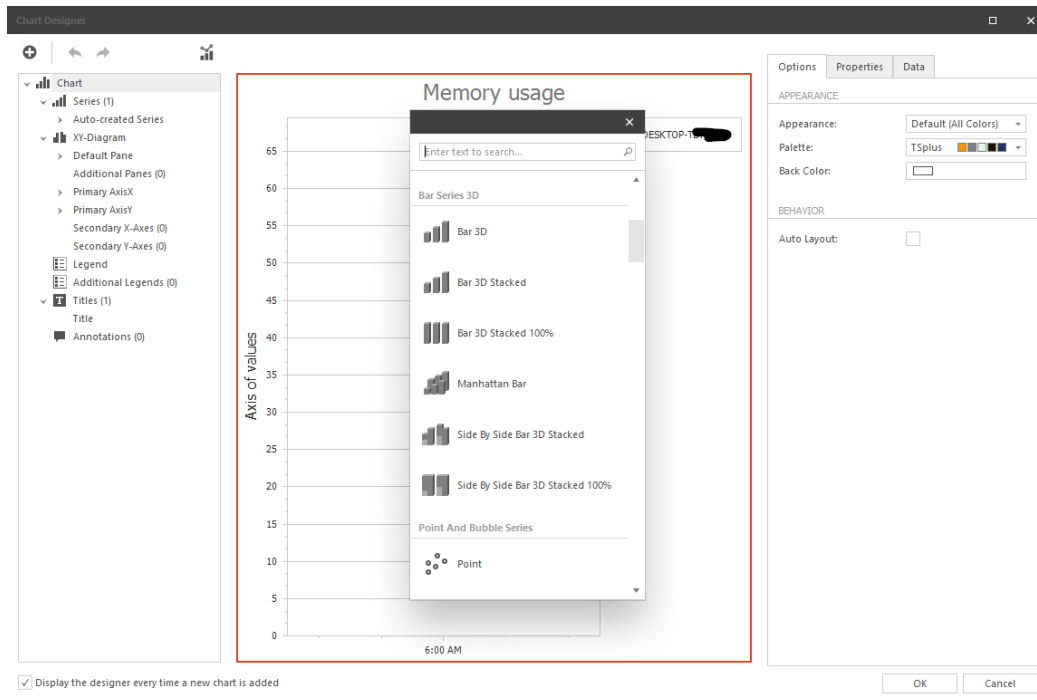 Chart Designer
Chart
Series (1)
Auto-created Series
XY-Diagram
Default Pane
Additional Panes (0)
Primary AxisX
Primary AxisY
Secondary X-Axes (0)
Secondary Y-Axes (0)
Legend
Additional Legends (0)
T Titles (1)
Title
Annotations (0)
Memory usage
Axis of values
65
60
55
50
45
40
35
30
25
20
15
10
5
0
6:00 AM
Enter text to search...
Bar Series 3D
Bar 3D
Bar 3D Stacked
Bar 3D Stacked 100%
Manhattan Bar
Side By Side Bar 3D Stacked
Side By Side Bar 3D Stacked 100%
Point And Bubble Series
Point
Options Properties Data
APPEARANCE
Appearance: Default (All Colors)
Palette: TSplus
Back Color:
BEHAVIOR
Auto Layout:
Display the designer every time a new chart is added
OK Cancel